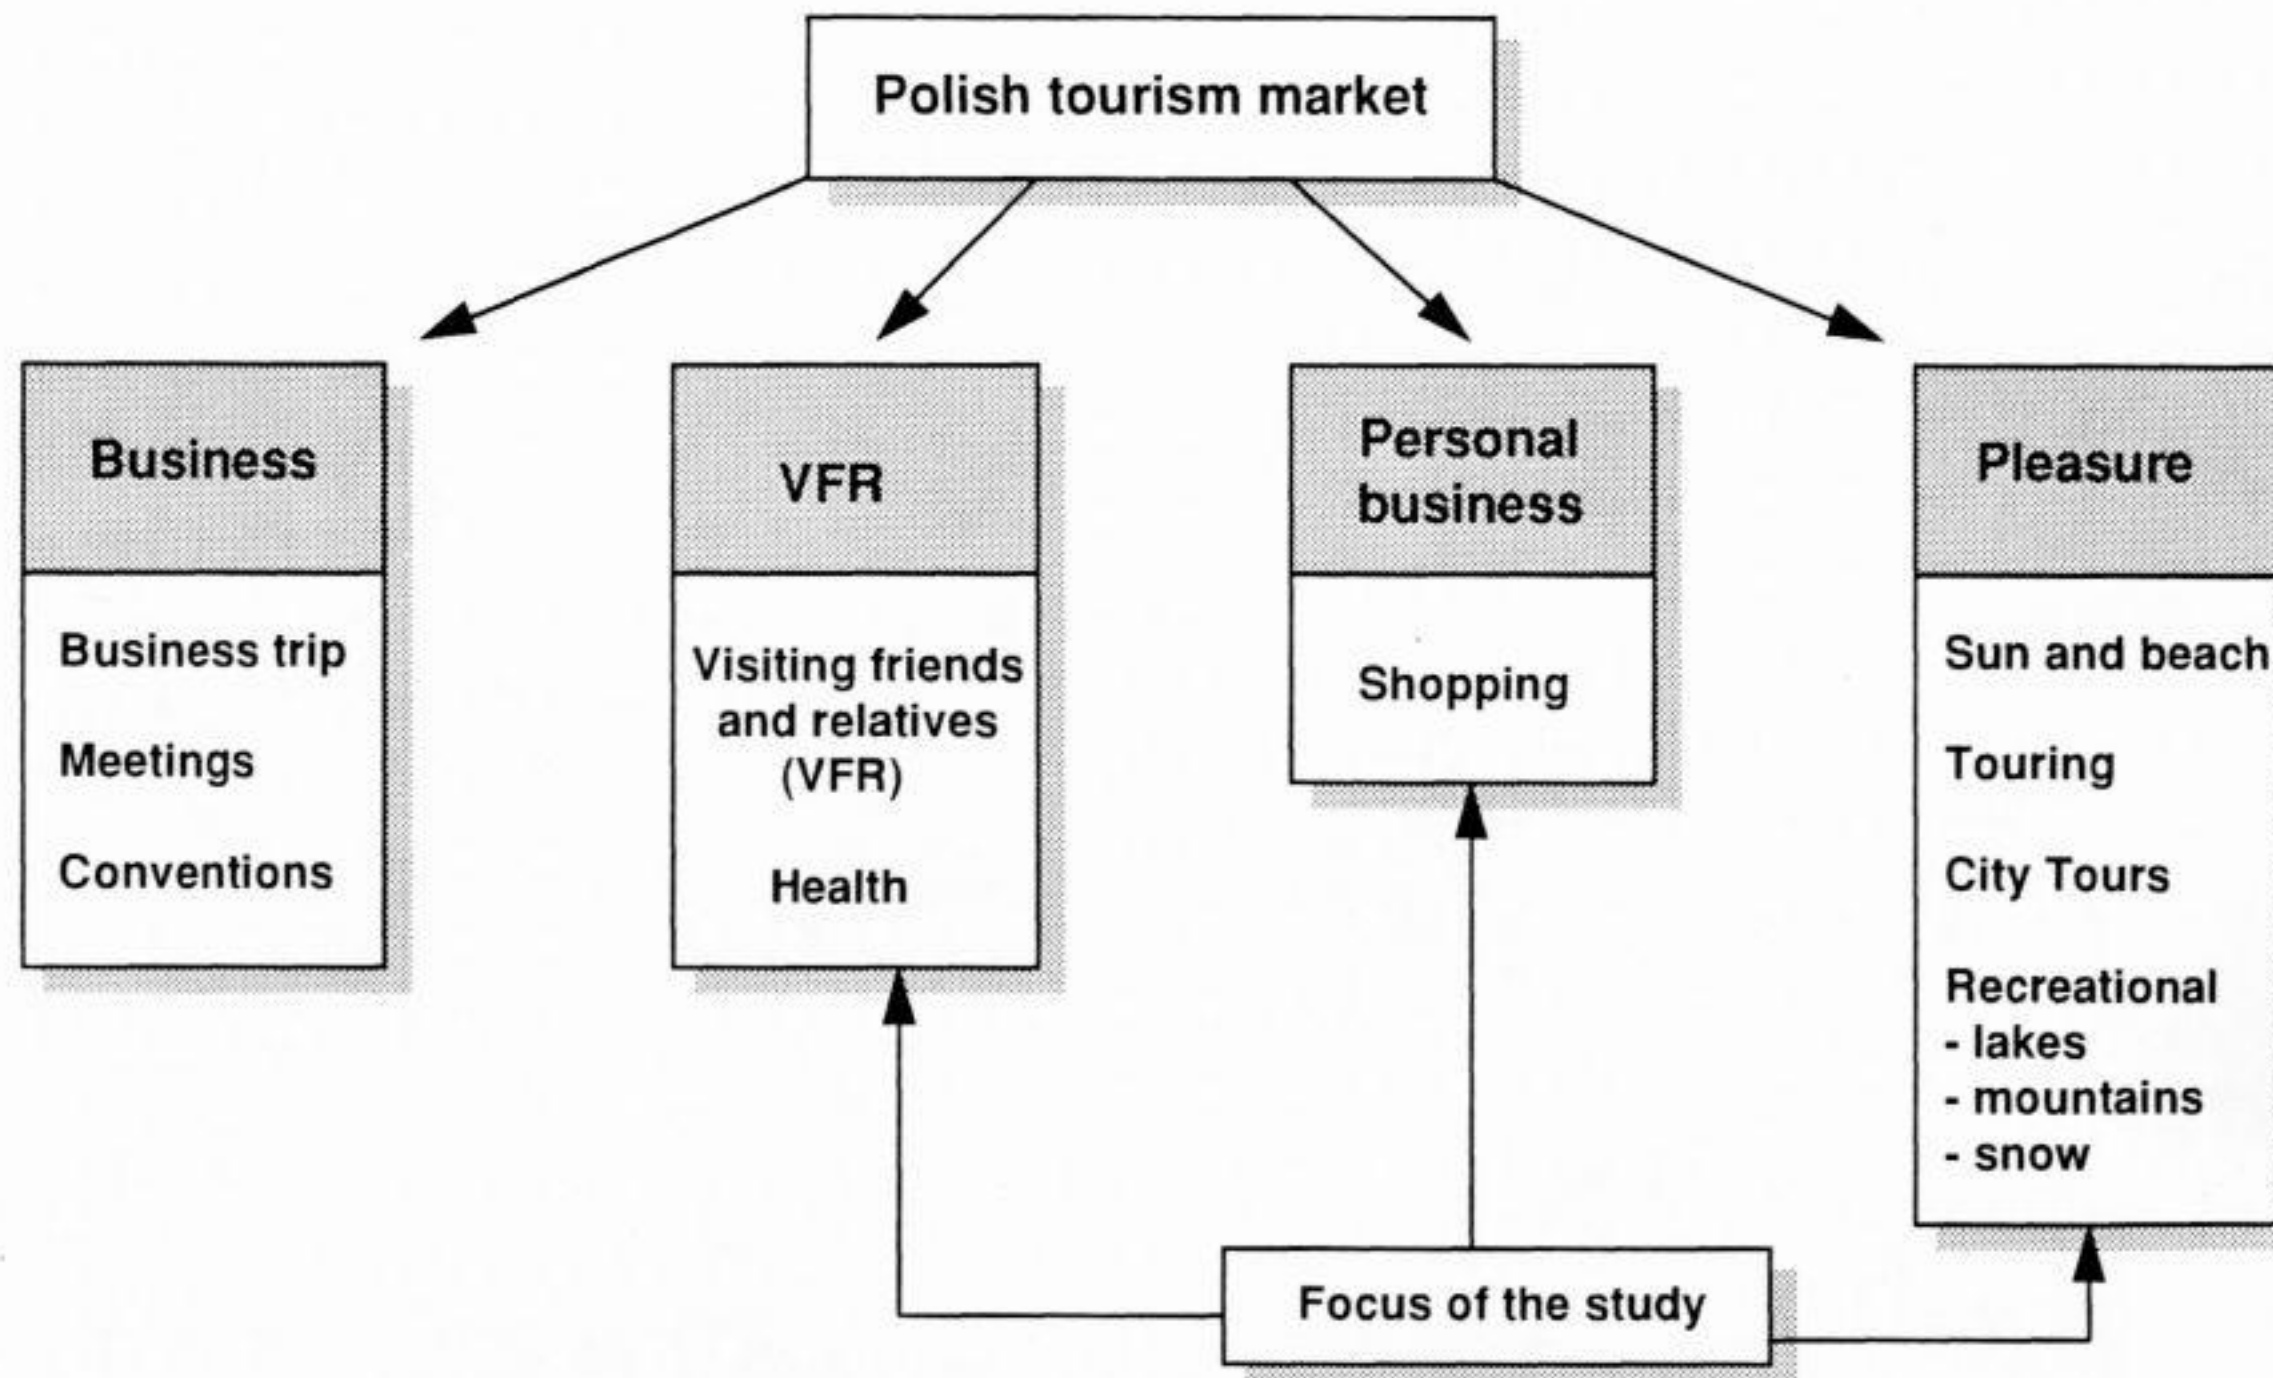 Polish tourism market
Business
Business trip
Meetings
Conventions
VFR
Visiting friends
and relatives
(VFR)
Health
Personal
business
Shopping
Pleasure
Sun and beach
Touring
City Tours
Recreational
- lakes
- mountains
- snow
Focus of the study